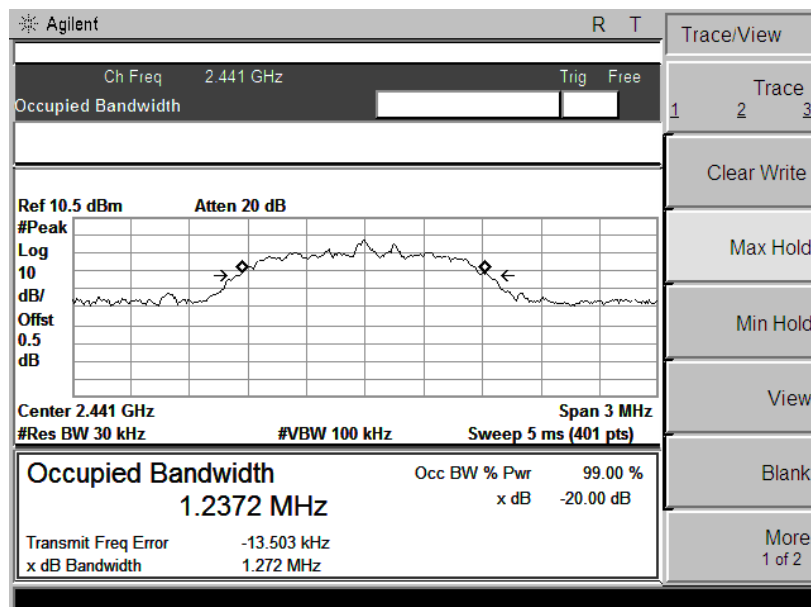 Agilent R T
Ch Freq 2.441 GHz Trig Free
Occupied Bandwidth
Ref 10.5 dBm Atten 20 dB
#Peak
Log
10
dB/
Offst
0.5
dB
Center 2.441 GHz Span 3 MHz
#Res BW 30 kHz #VBW 100 kHz Sweep 5 ms (401 pts)
Occupied Bandwidth Occ BW % Pwr 99.00 %
1.2372 MHz x dB -20.00 dB
Transmit Freq Error -13.503 kHz
x dB Bandwidth 1.272 MHz
Trace/View
Trace
1 2 3
Clear Write
Max Hold
Min Hold
View
Blank
More
1 of 2